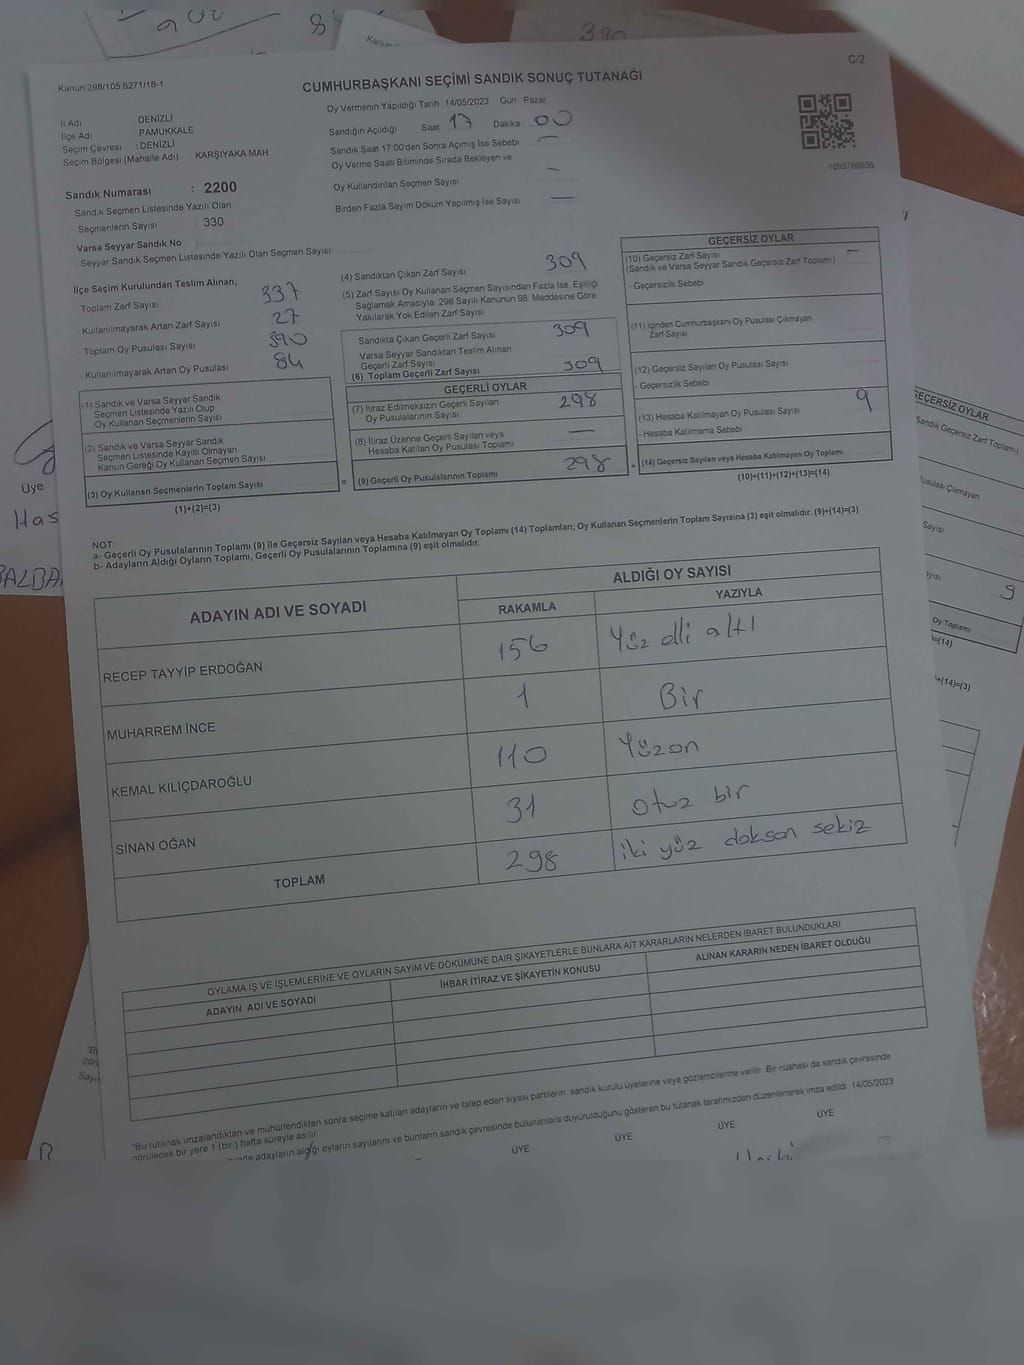 C/2
Kanun 298/105 6271/18-1
CUMHURBAŞKANI SEÇİMİ SANDIK SONUÇ TUTANAĞI
Oy Vermenin Yapıldığı Tarih 14/05/2023 Gün Pazar
İl Adı DENİZLİ
İlçe Adı PAMUKKALE
Seçim Çevresi : DENİZLİ
Seçim Bölgesi (Mahalle Adı) KARŞIYAKA MAH
Sandığın Açıldığı Saat 17 Dakika 00
Sandık Saat 17:00'den Sonra Açımış İse Sebebi —
Oy Verme Saati Bitiminde Sırada Bekleyen ve
Oy Kullandırılan Seçmen Sayısı —
Birden Fazla Sayım Döküm Yapılmış İse Sayısı —
Sandık Numarası : 2200
Sandık Seçmen Listesinde Yazılı Olan
Seçmenlerin Sayısı 330
Varsa Seyyar Sandık No :
Seyyar Sandık Seçmen Listesinde Yazılı Olan Seçmen Sayısı
İlçe Seçim Kurulundan Teslim Alınan,
- Toplam Zarf Sayısı 337
- Kullanılmayarak Artan Zarf Sayısı 27
- Toplam Oy Pusulası Sayısı 390
- Kullanılmayarak Artan Oy Pusulası 84
(1) Sandık ve Varsa Seyyar Sandık
Seçmen Listesinde Yazılı Olup
Oy Kullanan Seçmenlerin Sayısı
(2) Sandık ve Varsa Seyyar Sandık
Seçmen Listesinde Kayıtlı Olmayan
Kanun Gereği Oy Kullanan Seçmen Sayısı
(3) Oy Kullanan Seçmenlerin Toplam Sayısı
(1)+(2)=(3)
(4) Sandıktan Çıkan Zarf Sayısı 309
(5) Zarf Sayısı Oy Kullanan Seçmen Sayısından Fazla İse, Eşitliği
Sağlamak Amacıyla, 298 Sayılı Kanunun 98. Maddesine Göre
Yakılarak Yok Edilen Zarf Sayısı
Sandıkta Çıkan Geçerli Zarf Sayısı 309
Varsa Seyyar Sandıktan Teslim Alınan
Geçerli Zarf Sayısı
(6) Toplam Geçerli Zarf Sayısı 309
GEÇERLİ OYLAR
(7) İtiraz Edilmeksizin Geçerli Sayılan
Oy Pusulalarının Sayısı 298
(8) İtiraz Üzerine Geçerli Sayılan veya
Hesaba Katılan Oy Pusulası Toplamı —
= (9) Geçerli Oy Pusulalarının Toplamı 298
1093789936
GEÇERSİZ OYLAR
(10) Geçersiz Zarf Sayısı —
(Sandık ve Varsa Seyyar Sandık Geçersiz Zarf Toplamı)
- Geçersizlik Sebebi
(11) İçinden Cumhurbaşkanı Oy Pusulası Çıkmayan
Zarf Sayısı
(12) Geçersiz Sayılan Oy Pusulası Sayısı
- Geçersizlik Sebebi
(13) Hesaba Katılmayan Oy Pusulası Sayısı 9
- Hesaba Katılmama Sebebi
+ (14) Geçersiz Sayılan veya Hesaba Katılmayan Oy Toplamı
(10)+(11)+(12)+(13)=(14)
NOT:
a- Geçerli Oy Pusulalarının Toplamı (9) ile Geçersiz Sayılan veya Hesaba Katılmayan Oy Toplamı (14) Toplamları, Oy Kullanan Seçmenlerin Toplam Sayısına (3) eşit olmalıdır. (9)+(14)=(3)
b- Adayların Aldığı Oyların Toplamı, Geçerli Oy Pusulalarının Toplamına (9) eşit olmalıdır.
ADAYIN ADI VE SOYADI ALDIĞI OY SAYISI
RAKAMLA YAZIYLA
RECEP TAYYİP ERDOĞAN 156 Yüz elli altı
MUHARREM İNCE 1 Bir
KEMAL KILIÇDAROĞLU 110 Yüzon
SİNAN OĞAN 31 otuz bir
TOPLAM 298 iki yüz dokson sekiz
OYLAMA İŞ VE İŞLEMLERİNE VE OYLARIN SAYIM VE DÖKÜMÜNE DAİR ŞİKAYETLERLE BUNLARA AİT KARARLARIN NELERDEN İBARET BULUNDUKLARI
ADAYIN ADI VE SOYADI İHBAR İTİRAZ VE ŞİKAYETİN KONUSU ALINAN KARARIN NEDEN İBARET OLDUĞU
"Bu tutanak imzalandıktan ve mühürlendikten sonra seçime katılan adayların ve talep eden siyasi partilerin sandık kurulu üyelerine veya gözlemcilerine verilir. Bir nüshası da sandık çevresinde
görülecek bir yere 1 (bir) hafta süreyle asılır.
adayların aldığı oyların sayılarını ve bunların sandık çevresinde bulunanlara duyurulduğunu gösteren bu tutanak tarafımızdan düzenlenerek imza edildi. 14/05/2023
ÜYE ÜYE ÜYE ÜYE
Üye
Has
BALBA
390
GEÇERSİZ OYLAR
Sandık Geçersiz Zarf Toplamı)
Pusulası Çıkmayan
Sayısı
ayısı 9
Oy Toplamı
)=(14)
)+(14)=(3)